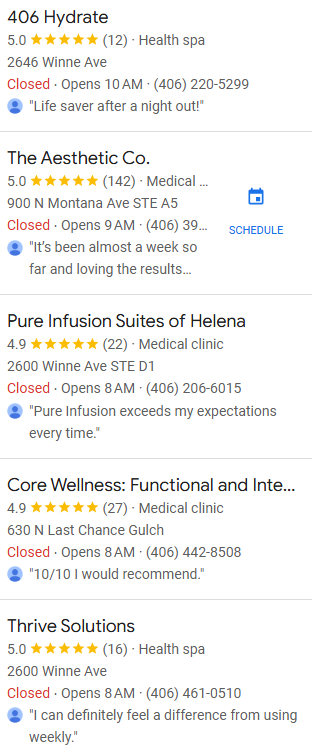 406 Hydrate
5.0 (12) · Health spa
2646 Winne Ave
Closed · Opens 10 AM · (406) 220-5299
"Life saver after a night out!"
The Aesthetic Co.
5.0 (142) · Medical ...
900 N Montana Ave STE A5
Closed · Opens 9 AM · (406) 39...
SCHEDULE
"It's been almost a week so
far and loving the results...
Pure Infusion Suites of Helena
4.9 (22) · Medical clinic
2600 Winne Ave STE D1
Closed · Opens 8 AM · (406) 206-6015
"Pure Infusion exceeds my expectations
every time."
Core Wellness: Functional and Inte...
4.9 (27) · Medical clinic
630 N Last Chance Gulch
Closed · Opens 8 AM · (406) 442-8508
"10/10 I would recommend."
Thrive Solutions
5.0 (16) · Health spa
2600 Winne Ave
Closed · Opens 8 AM · (406) 461-0510
"I can definitely feel a difference from using
weekly."